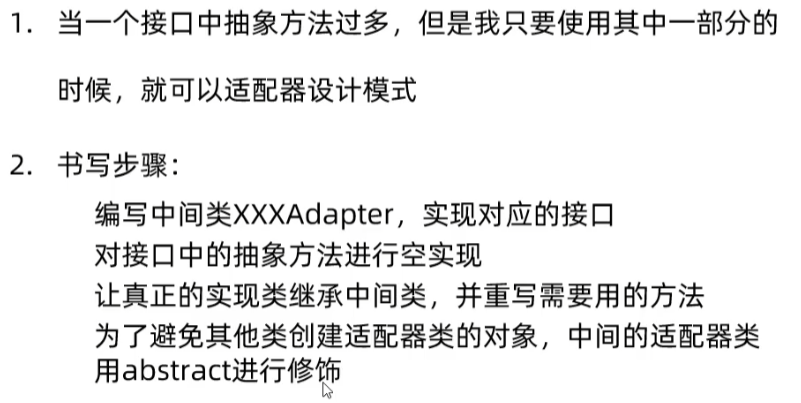 1. 当一个接口中抽象方法过多，但是我只要使用其中一部分的
时候，就可以适配器设计模式
2. 书写步骤：
编写中间类XXXAdapter，实现对应的接口
对接口中的抽象方法进行空实现
让真正的实现类继承中间类，并重写需要用的方法
为了避免其他类创建适配器类的对象，中间的适配器类
用abstract进行修饰